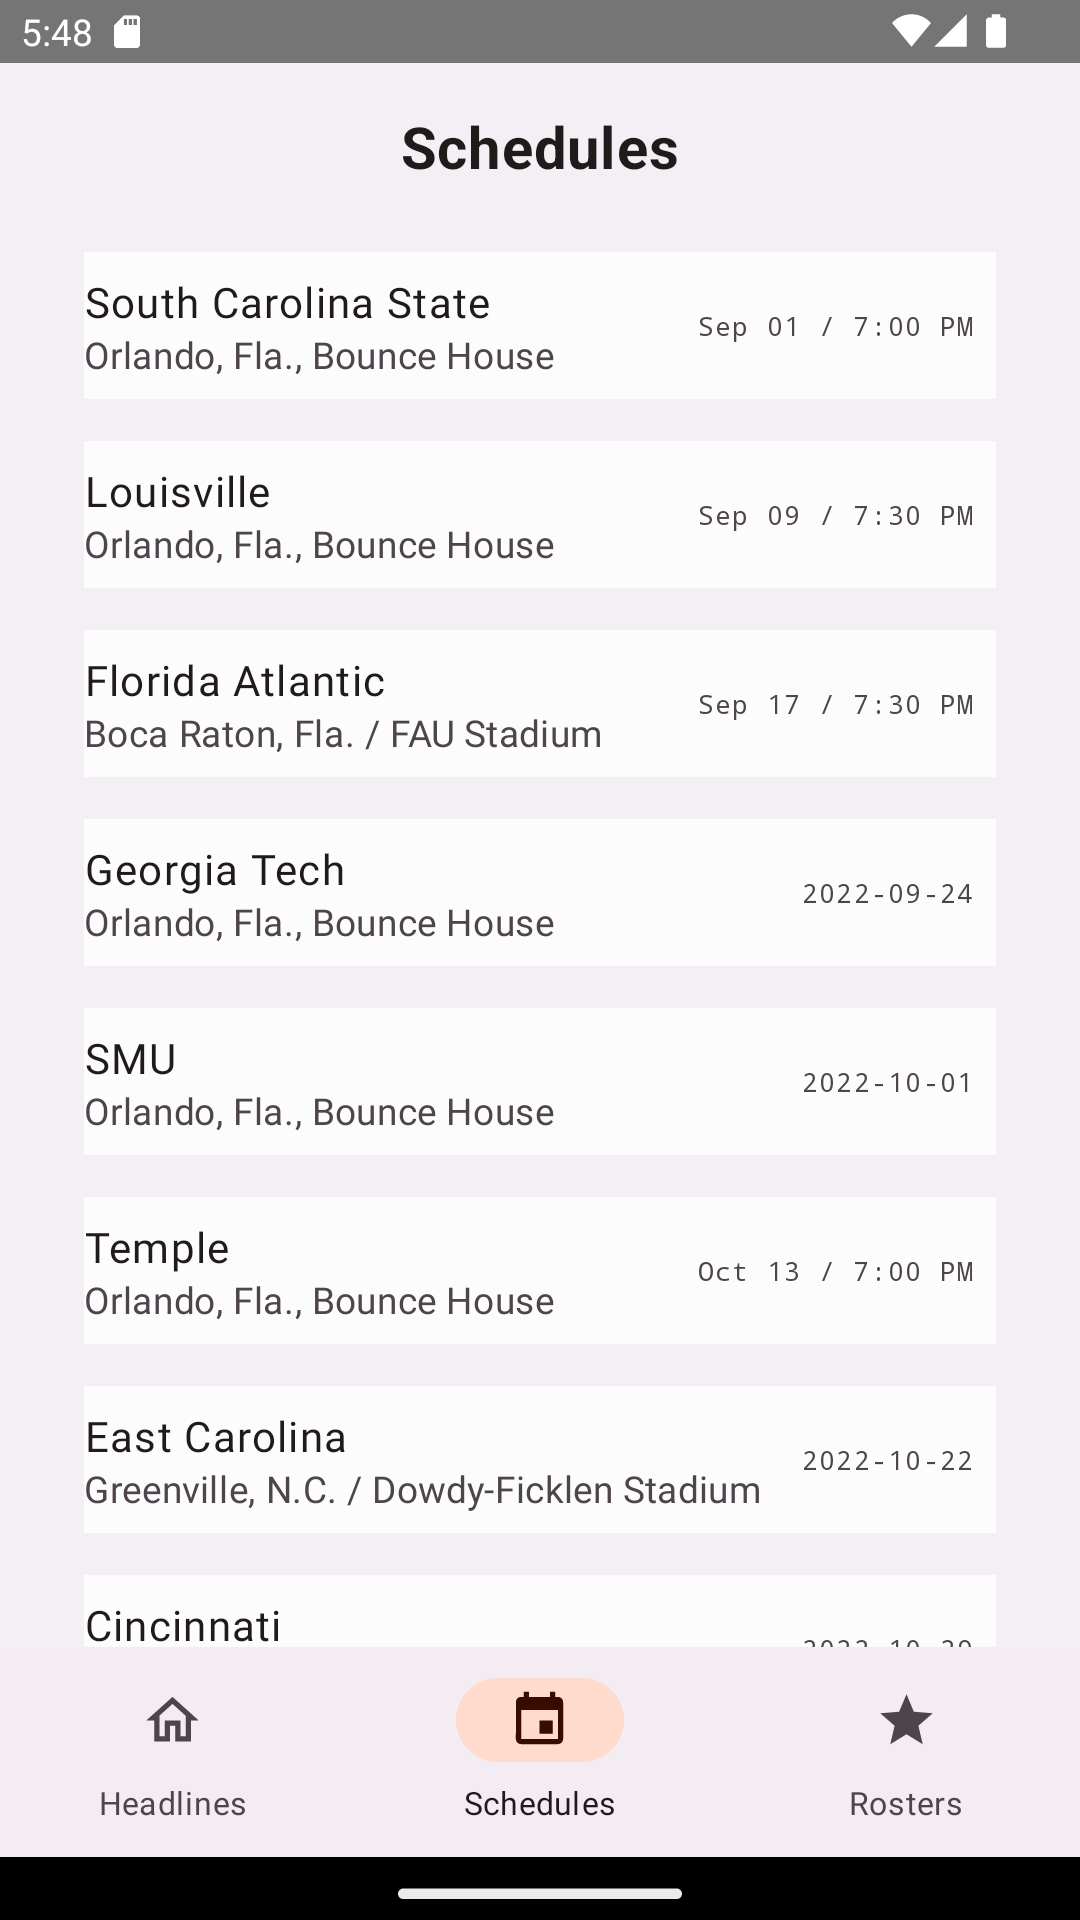 5:48
Schedules
South Carolina State
Sep 01 / 7:00 PM
Orlando, Fla., Bounce House
Louisville
Sep 09 / 7:30 PM
Orlando, Fla., Bounce House
Florida Atlantic
Sep 17 / 7:30 PM
Boca Raton, Fla. / FAU Stadium
Georgia Tech
2022-09-24
Orlando, Fla., Bounce House
SMU
2022-10-01
Orlando, Fla., Bounce House
Temple
Oct 13 / 7:00 PM
Orlando, Fla., Bounce House
East Carolina
2022-10-22
Greenville, N.C. / Dowdy-Ficklen Stadium
Cincinnati
2022-10-29
Headlines
Schedules
Rosters